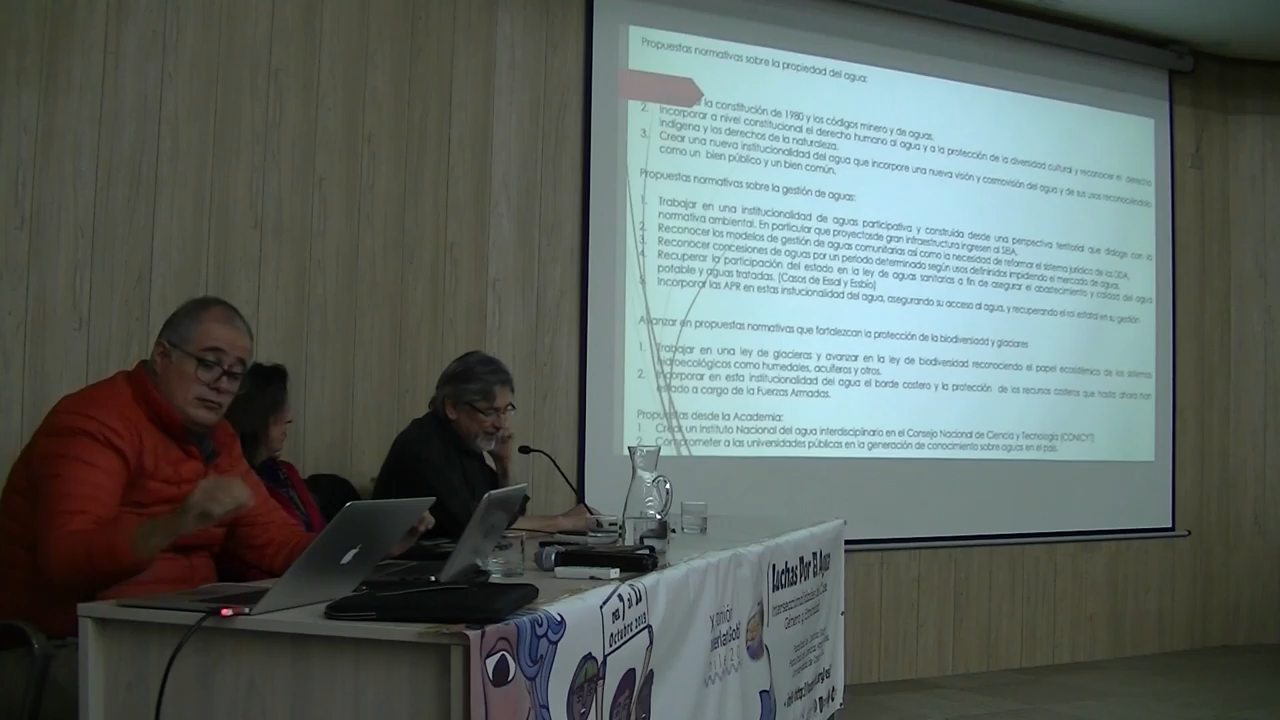 Propuestas normativas sobre la propiedad del agua:
la constitución de 1980 y los códigos minero y de aguas.
2. Incorporar a nivel constitucional el derecho humano al agua y a la protección de la diversidad cultural y reconocer el derecho
indígena y los derechos de la naturaleza.
3. Crear una nueva institucionalidad del agua que incorpore una nueva visión y cosmovisión del agua y de sus usos reconociéndolo
como un bien público y un bien común.
Propuestas normativas sobre la gestión de aguas:
1. Trabajar en una institucionalidad de aguas participativa y construida desde una perspectiva territorial que dialoga con la
normativa ambiental. En particular que proyectosde gran infraestructura ingresen al SEIA.
2. Reconocer los modelos de gestión de aguas comunitarias así como la necesidad de reformar el sistema jurídico de las DDA.
3. Reconocer concesiones de aguas por un periodo determinado según usos definiridos impidiendo el mercado de agua.
4. Recuperar la participación del estado en la ley de aguas sanitarias a fin de asegurar el abastecimiento y calidad del agua
potable y aguas tratadas. (Casos de Essal y Essbio)
Incorporar las APR en estas instucionalidad del agua, asegurando su acceso al agua, y recuperando el rol estatal en su gestión
Avanzar en propuestas normativas que fortalezcan la protección de la biodiversadd y glaciares
1. Trabajar en una ley de glacieras y avanzar en la ley de biodiversidad reconociendo el papel ecosistémico de los sistemas
hidroecológicos como humedales, acuíferos y otros.
2. Incorporar en esta institucionalidad del agua el borde costero y la protección de los recursos costeros que hasta ahora han
estado a cargo de la Fuerzas Armadas.
Propuestas desde la Academia:
1 Crear un Instituto Nacional del agua interdisciplinario en el Consejo Nacional de Ciencia y Tecnología (CONICYT)
2. Comprometer a las universidades públicas en la generación de conocimiento sobre aguas en el país.
Del 7 al
Octubre
Luchas Por El Agua
Género y